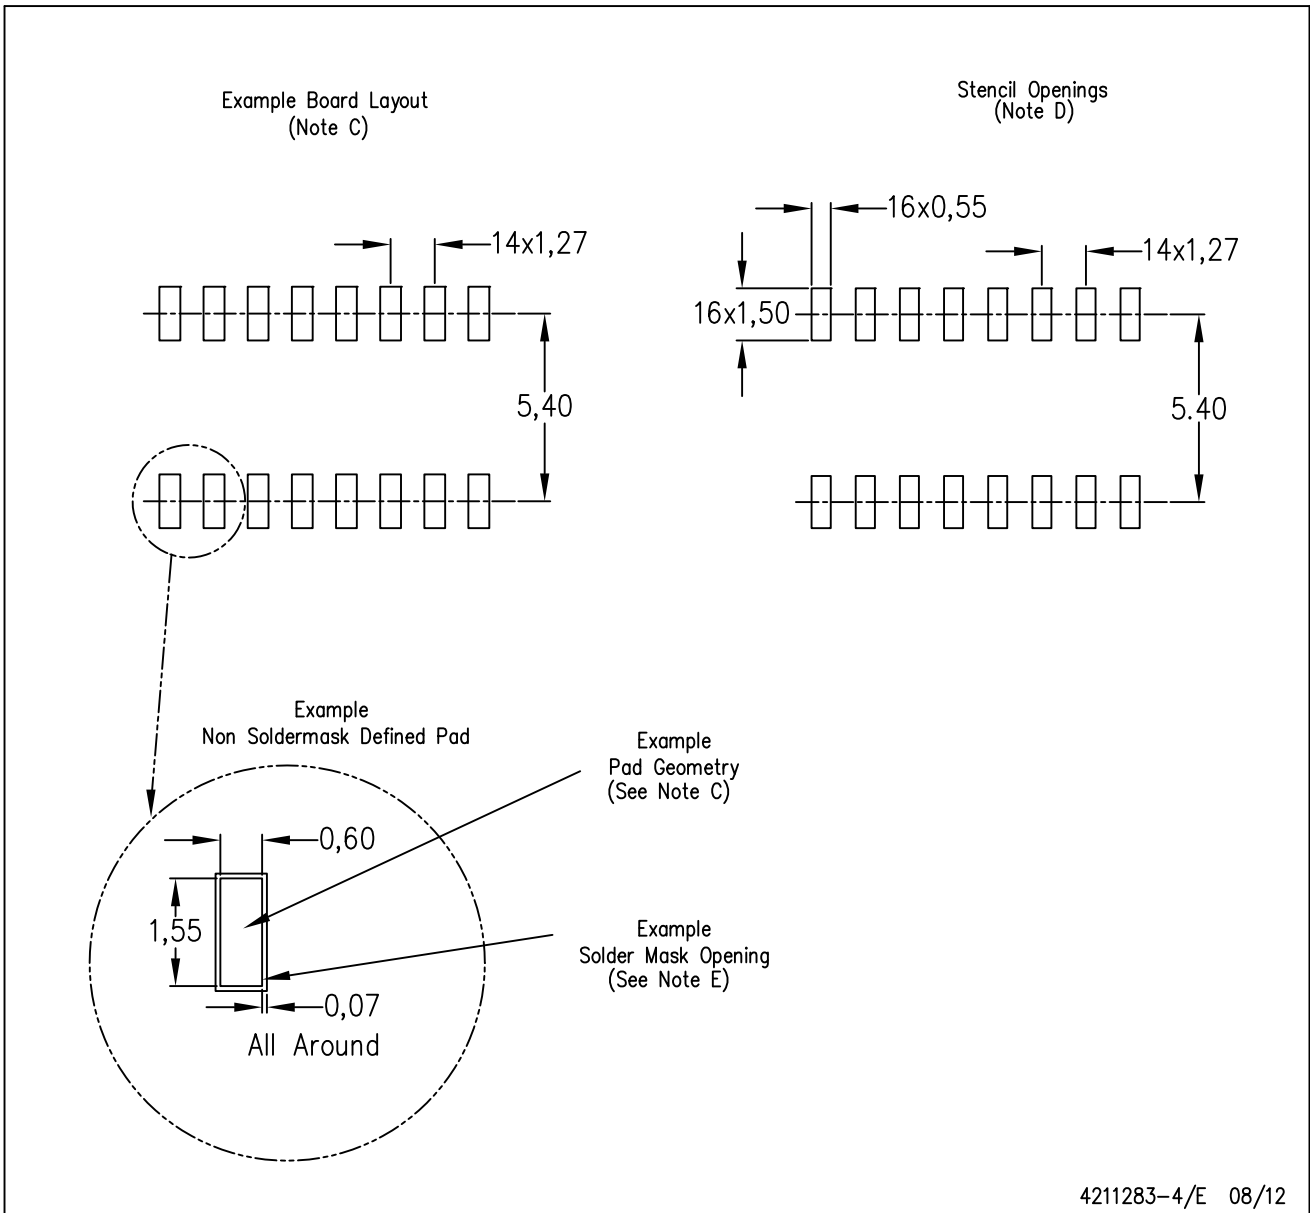 Example Board Layout
(Note C)
Stencil Openings
(Note D)
14x1,27
5,40
16x0,55
14x1,27
16x1,50
5.40
Example
Non Soldermask Defined Pad
0,60
1,55
0,07
All Around
Example
Pad Geometry
(See Note C)
Example
Solder Mask Opening
(See Note E)
4211283-4/E 08/12